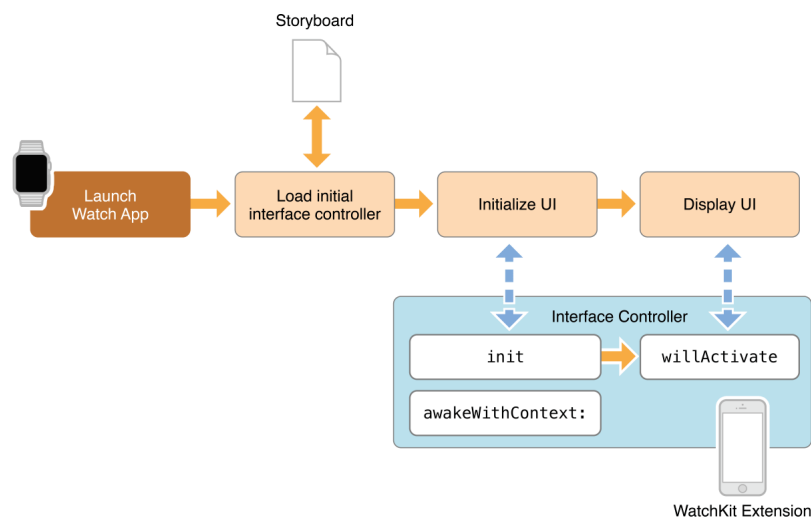 Storyboard
Launch
Watch App
Load initial
interface controller
Initialize UI
Display UI
Interface Controller
init
willActivate
awakeWithContext:
WatchKit Extension